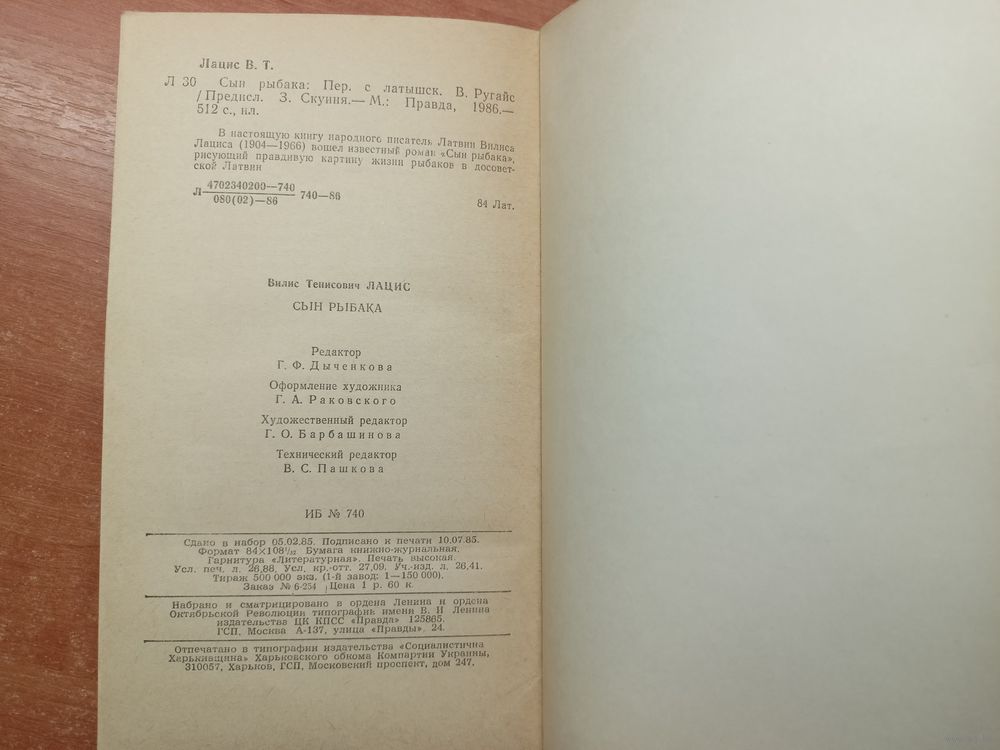 Лацис В. Т.
Л 30 Сын рыбака: Пер. с латышск. В. Ругайс
/Предисл. З. Скуиня.— М.: Правда, 1986.—
512 с., ил.
В настоящую книгу народного писателя Латвии Вилиса
Лациса (1904—1966) вошел известный роман «Сын рыбака»,
рисующий правдивую картину жизни рыбаков в досовет-
ской Латвии
Л 4702340200—740
080(02)—86 740—86
84 Лат.
Вилис Тенисович ЛАЦИС
СЫН РЫБАКА
Редактор
Г. Ф. Дыченкова
Оформление художника
Г. А. Раковского
Художественный редактор
Г. О. Барбашинова
Технический редактор
В. С. Пашкова
ИБ № 740
Сдано в набор 05.02.85. Подписано к печати 10.07.85.
Формат 84×108¹/₃₂ Бумага книжно-журнальная.
Гарнитура «Литературная». Печать высокая.
Усл. печ. л. 26,88. Усл. кр.-отт. 27,09. Уч.-изд. л. 26,41.
Тираж 500 000 экз. (1-й завод: 1—150 000).
Заказ № 6-254 Цена 1 р. 60 к.
Набрано и сматрицировано в ордена Ленина и ордена
Октябрьской Революции типографии имени В. И Ленина
издательства ЦК КПСС «Правда» 125865.
ГСП, Москва А-137, улица «Правды». 24.
Отпечатано в типографии издательства «Социалистична
Харькивщина» Харьковского обкома Компартии Украины,
310057, Харьков, ГСП, Московский проспект, дом 247.